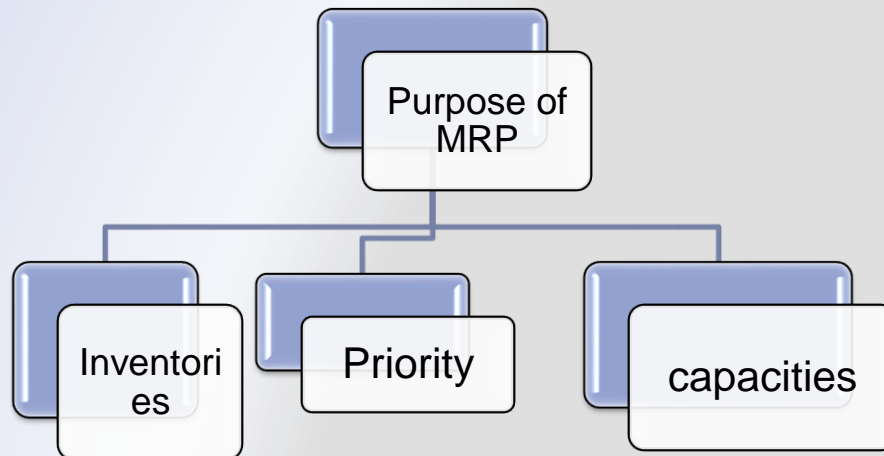 Purpose of
MRP
Inventori
es
Priority
capacities